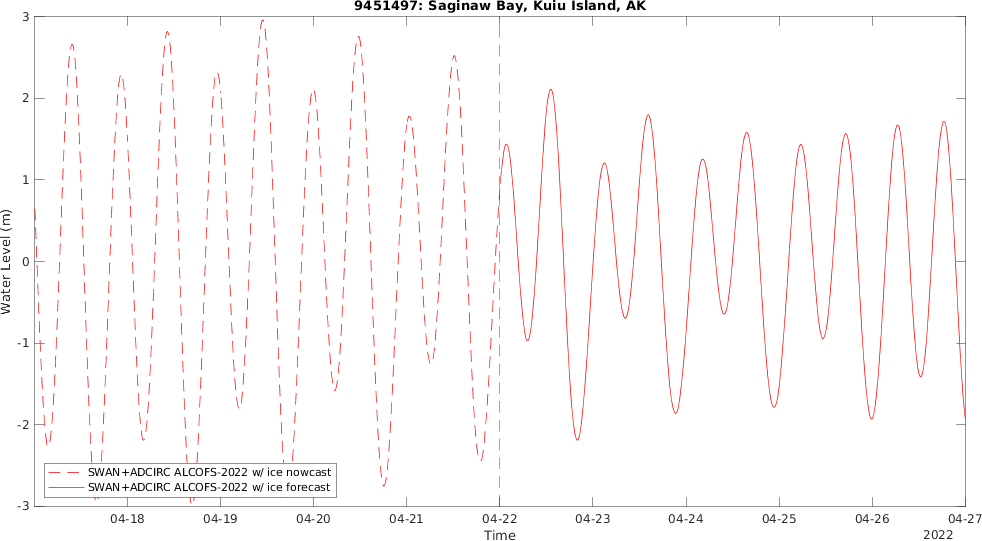 9451497: Saginaw Bay, Kuiu Island, AK
3
2
1
0
-1
-2
-3
Water Level (m)
SWAN+ADCIRC ALCOFS-2022 w/ ice nowcast
SWAN+ADCIRC ALCOFS-2022 w/ ice forecast
04-18 04-19 04-20 04-21 04-22 04-23 04-24 04-25 04-26 04-27
Time
2022